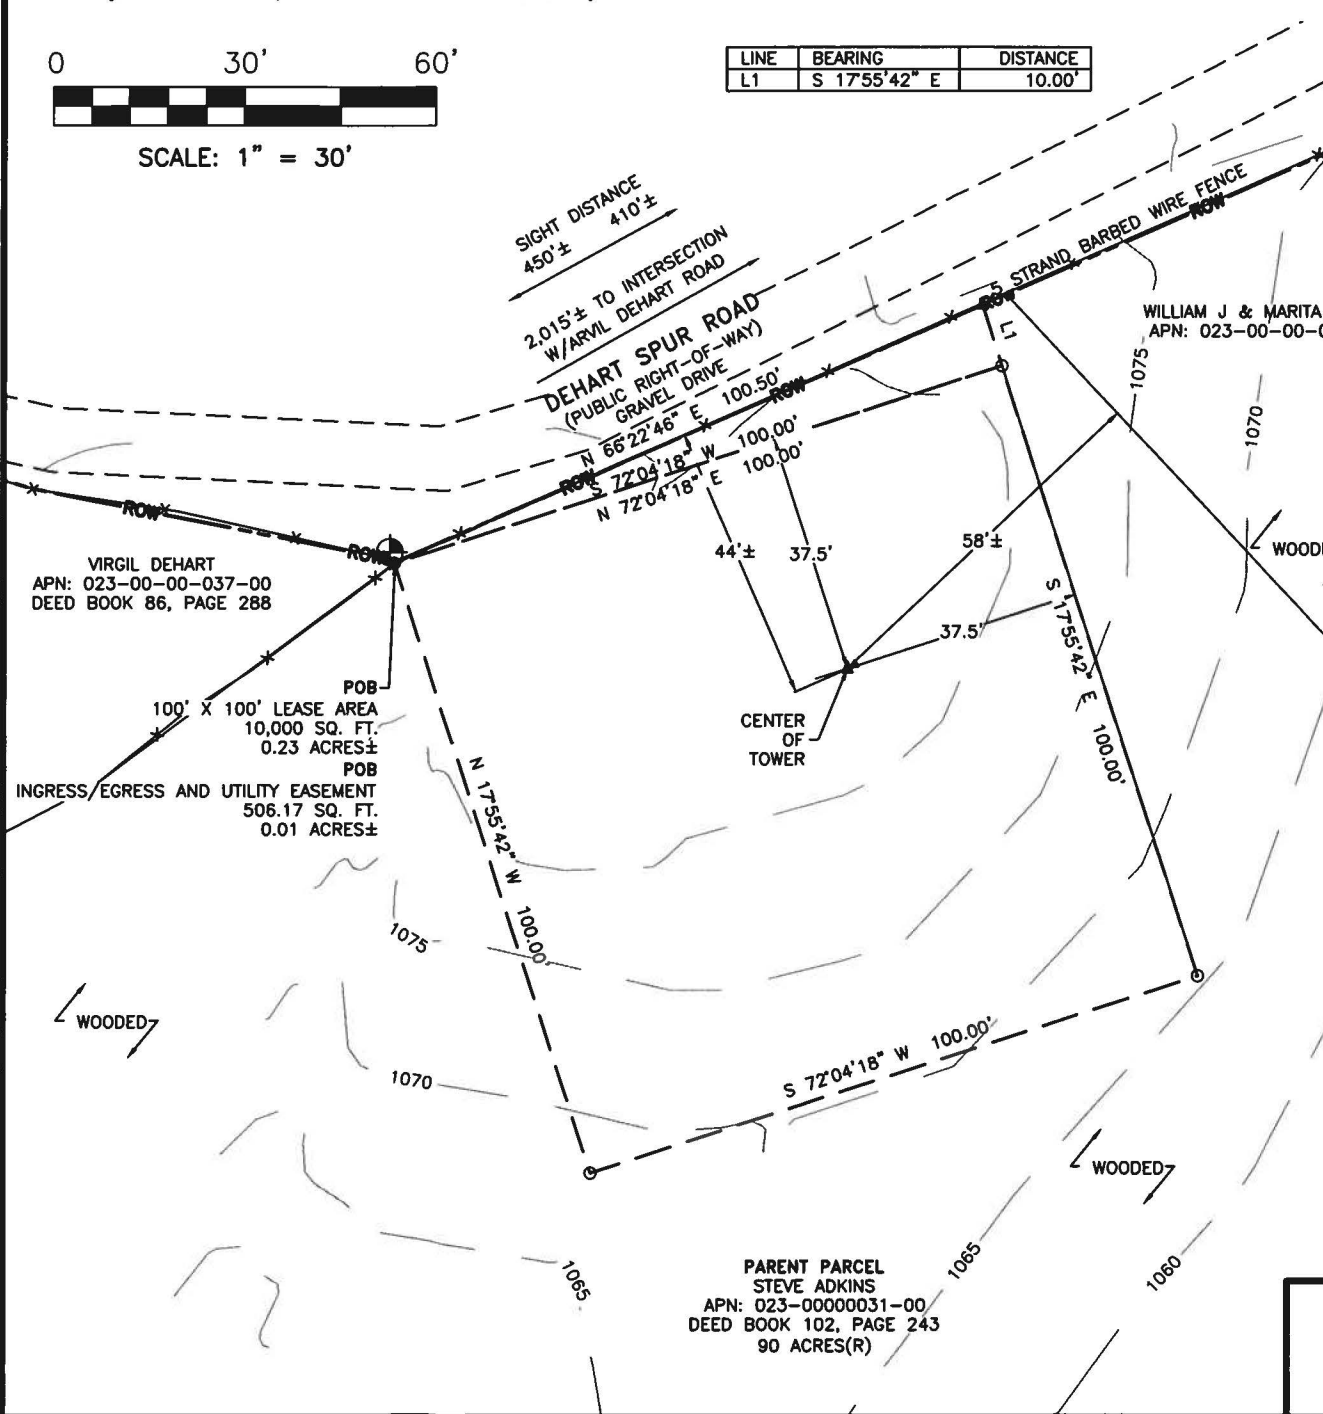 0 30' 60'
SCALE: 1" = 30'
LINE BEARING DISTANCE
L1 S 17°55'42" E 10.00'
SIGHT DISTANCE
450'± 410'±
2,015'± TO INTERSECTION
W/ARVIL DEHART ROAD
DEHART SPUR ROAD
(PUBLIC RIGHT-OF-WAY)
GRAVEL DRIVE
5 STRAND BARBED WIRE FENCE
ROW
ROW
ROW
ROW
ROW
ROW
L1
WILLIAM J & MARITA
APN: 023-00-00-0
N 66°22'46" E 100.50'
S 72°04'18" W 100.00'
N 72°04'18" E 100.00'
1075
1070
VIRGIL DEHART
APN: 023-00-00-037-00
DEED BOOK 86, PAGE 288
44'±
37.5'
58'±
37.5'
WOODE
S 17°55'42" E 100.00'
POB
100' X 100' LEASE AREA
10,000 SQ. FT.
0.23 ACRES±
POB
INGRESS/EGRESS AND UTILITY EASEMENT
506.17 SQ. FT.
0.01 ACRES±
CENTER
OF
TOWER
N 17°55'42" W 100.00'
1075
WOODED
1070
S 72°04'18" W 100.00'
WOODED
1065
1065
1060
PARENT PARCEL
STEVE ADKINS
APN: 023-00000031-00
DEED BOOK 102, PAGE 243
90 ACRES(R)